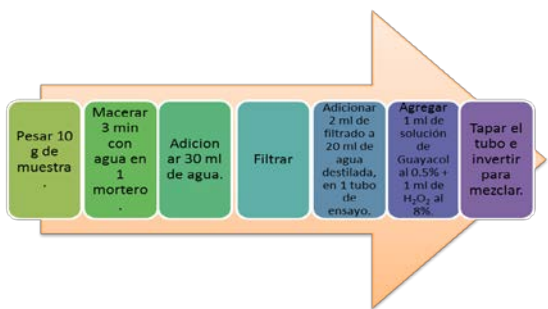 Pesar 10
g de
muestra
.
Macerar
3 min
con
agua en
1
mortero
.
Adicion
ar 30 ml
de agua.
Filtrar
Adicionar
2 ml de
filtrado a
20 ml de
agua
destilada,
en 1 tubo
de
ensayo.
Agregar
1 ml de
solución
de
Guayacol
al 0.5% +
1 ml de
H₂O₂ al
8%.
Tapar el
tubo e
invertir
para
mezclar.